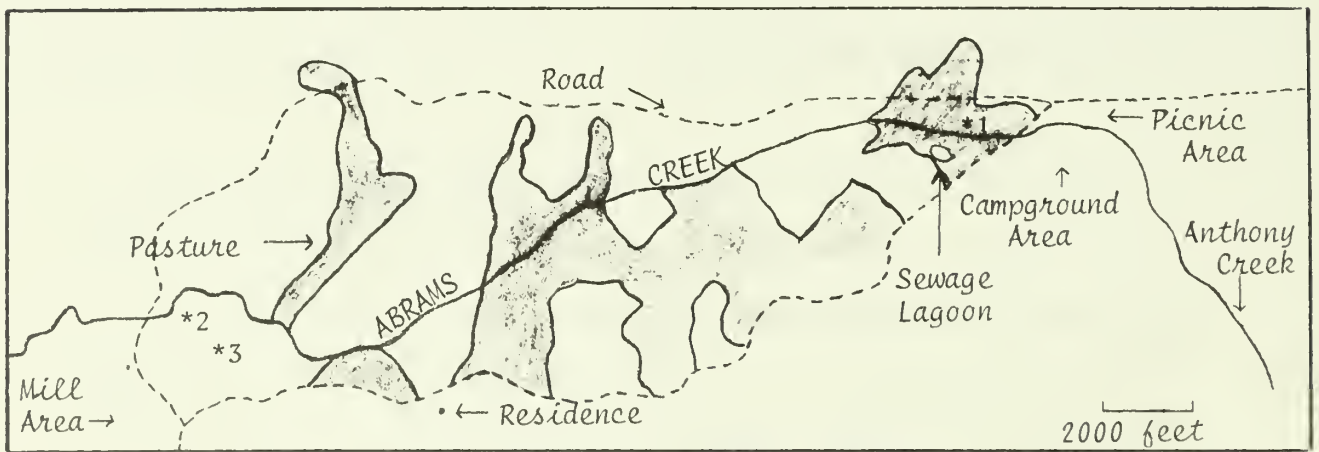 Road
*1
Picnic
Area
CREEK
Campground
Area
Pasture
Anthony
Creek
Sewage
Lagoon
ABRAMS
*2
*3
Mill
Area
Residence
2000 feet